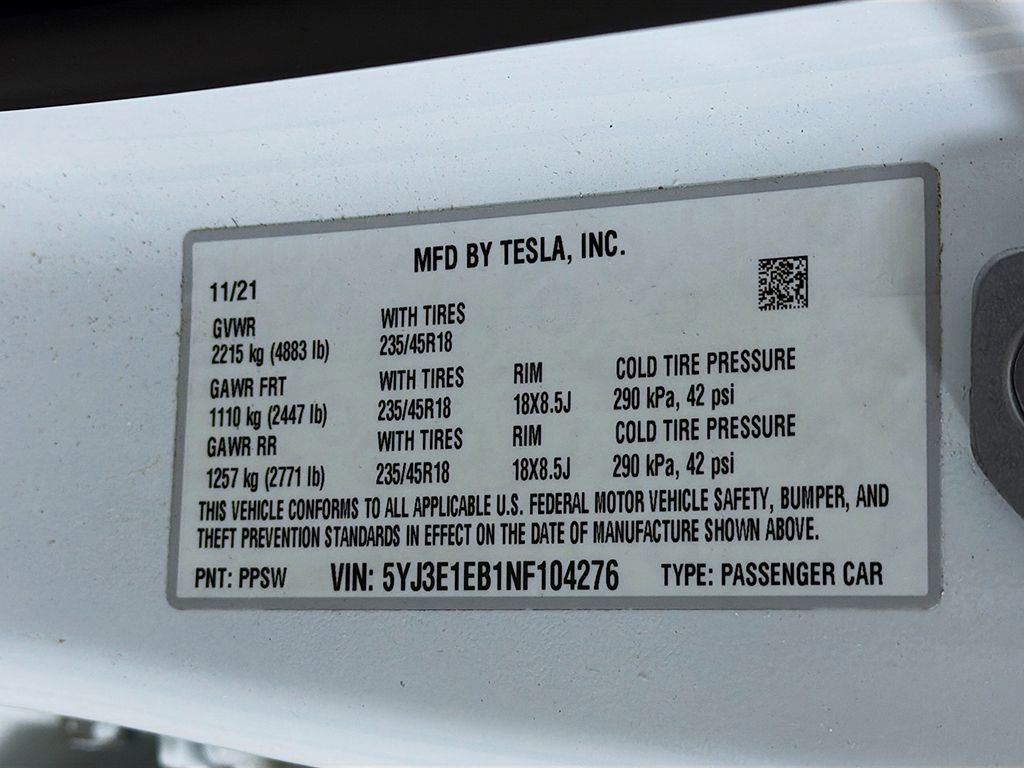 MFD BY TESLA, INC.
11/21
GVWR WITH TIRES
2215 kg (4883 lb) 235/45R18
GAWR FRT WITH TIRES RIM COLD TIRE PRESSURE
1110 kg (2447 lb) 235/45R18 18X8.5J 290 kPa, 42 psi
GAWR RR WITH TIRES RIM COLD TIRE PRESSURE
1257 kg (2771 lb) 235/45R18 18X8.5J 290 kPa, 42 psi
THIS VEHICLE CONFORMS TO ALL APPLICABLE U.S. FEDERAL MOTOR VEHICLE SAFETY, BUMPER, AND
THEFT PREVENTION STANDARDS IN EFFECT ON THE DATE OF MANUFACTURE SHOWN ABOVE.
PNT: PPSW VIN: 5YJ3E1EB1NF104276 TYPE: PASSENGER CAR